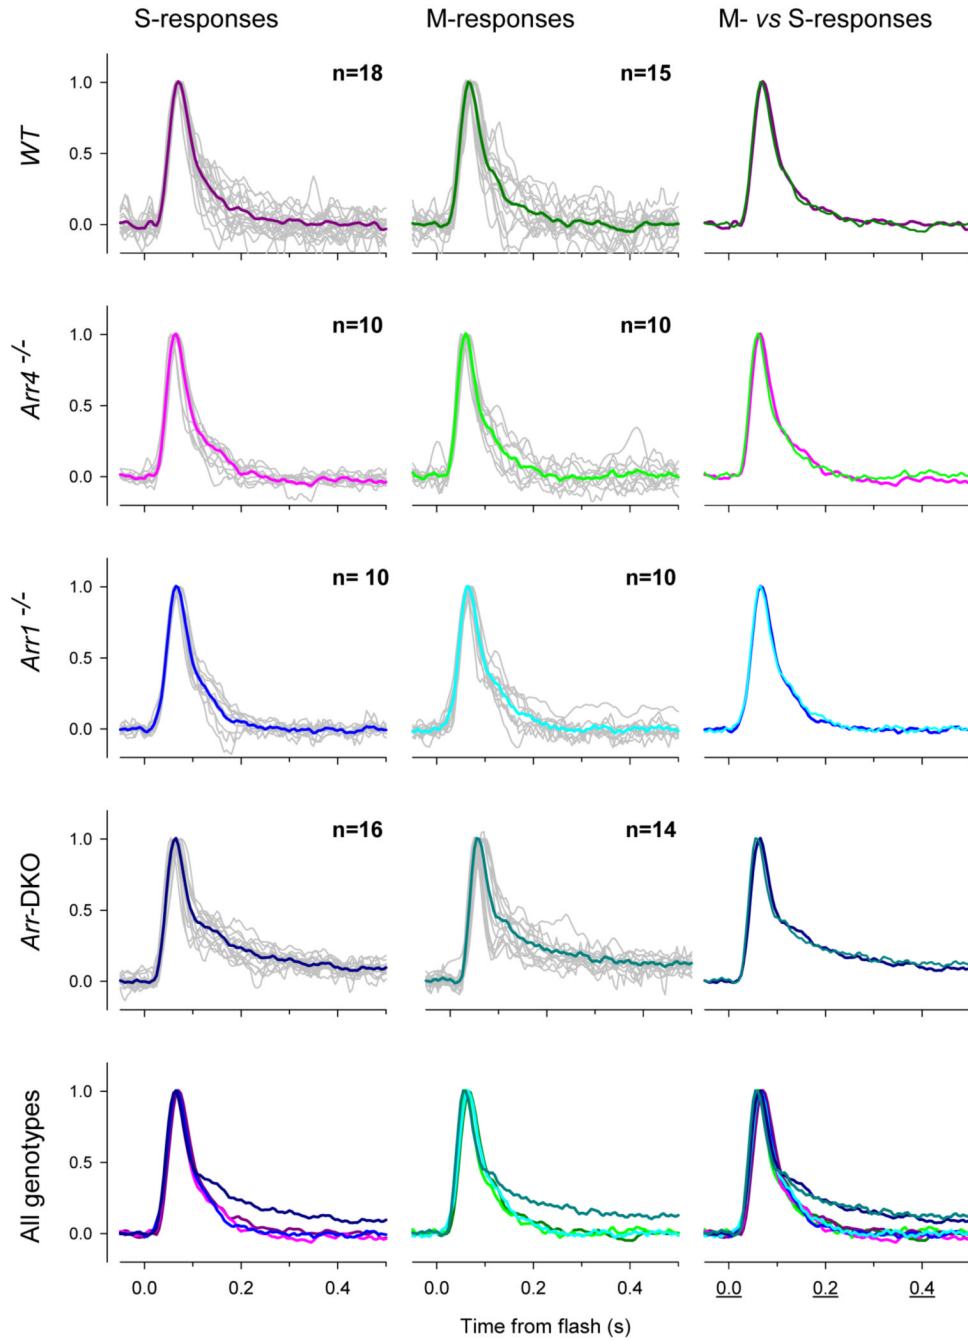 S-responses M-responses M- vs S-responses
WT
1.0
0.5
0.0
n=18
n=15
Arr4 -/-
1.0
0.5
0.0
n=10
n=10
Arr1 -/-
1.0
0.5
0.0
n= 10
n=10
Arr-DKO
1.0
0.5
0.0
n=16
n=14
All genotypes
1.0
0.5
0.0
0.0 0.2 0.4 0.0 0.2 0.4 0.0 0.2 0.4
Time from flash (s)